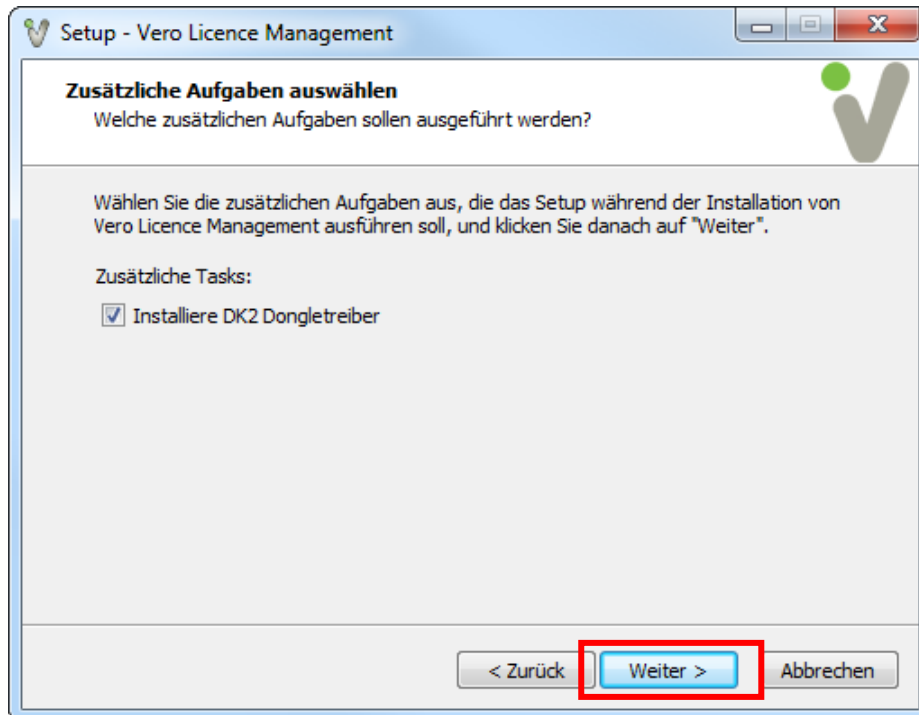 Setup - Vero Licence Management
Zusätzliche Aufgaben auswählen
Welche zusätzlichen Aufgaben sollen ausgeführt werden?
Wählen Sie die zusätzlichen Aufgaben aus, die das Setup während der Installation von
Vero Licence Management ausführen soll, und klicken Sie danach auf "Weiter".
Zusätzliche Tasks:
Installiere DK2 Dongletreiber
< Zurück Weiter > Abbrechen